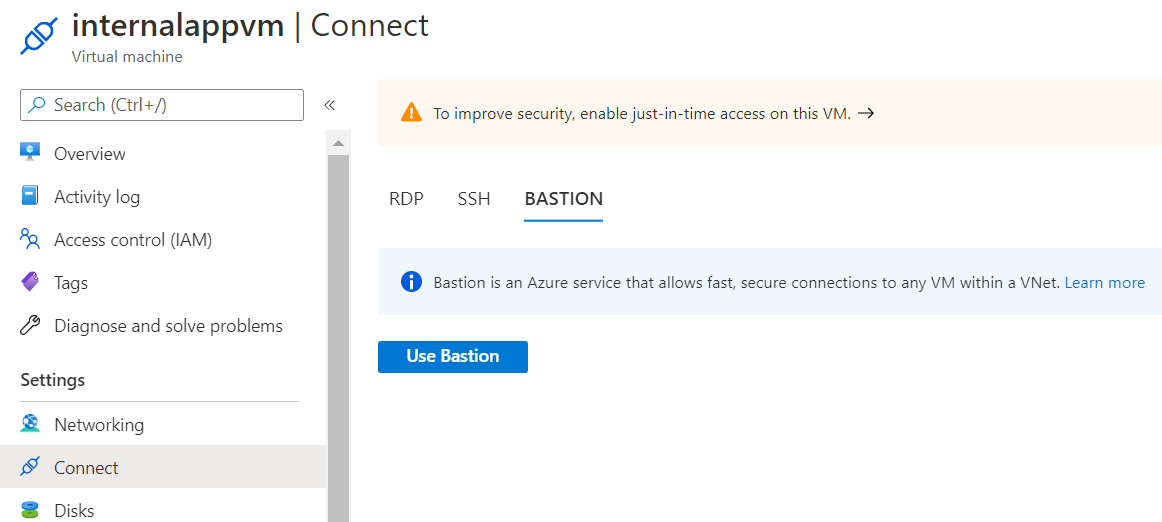 internalappvm | Connect
Virtual machine
Search (Ctrl+/)
«
Overview
Activity log
Access control (IAM)
Tags
Diagnose and solve problems
Settings
Networking
Connect
Disks
To improve security, enable just-in-time access on this VM. →
RDP SSH BASTION
Bastion is an Azure service that allows fast, secure connections to any VM within a VNet. Learn more
Use Bastion